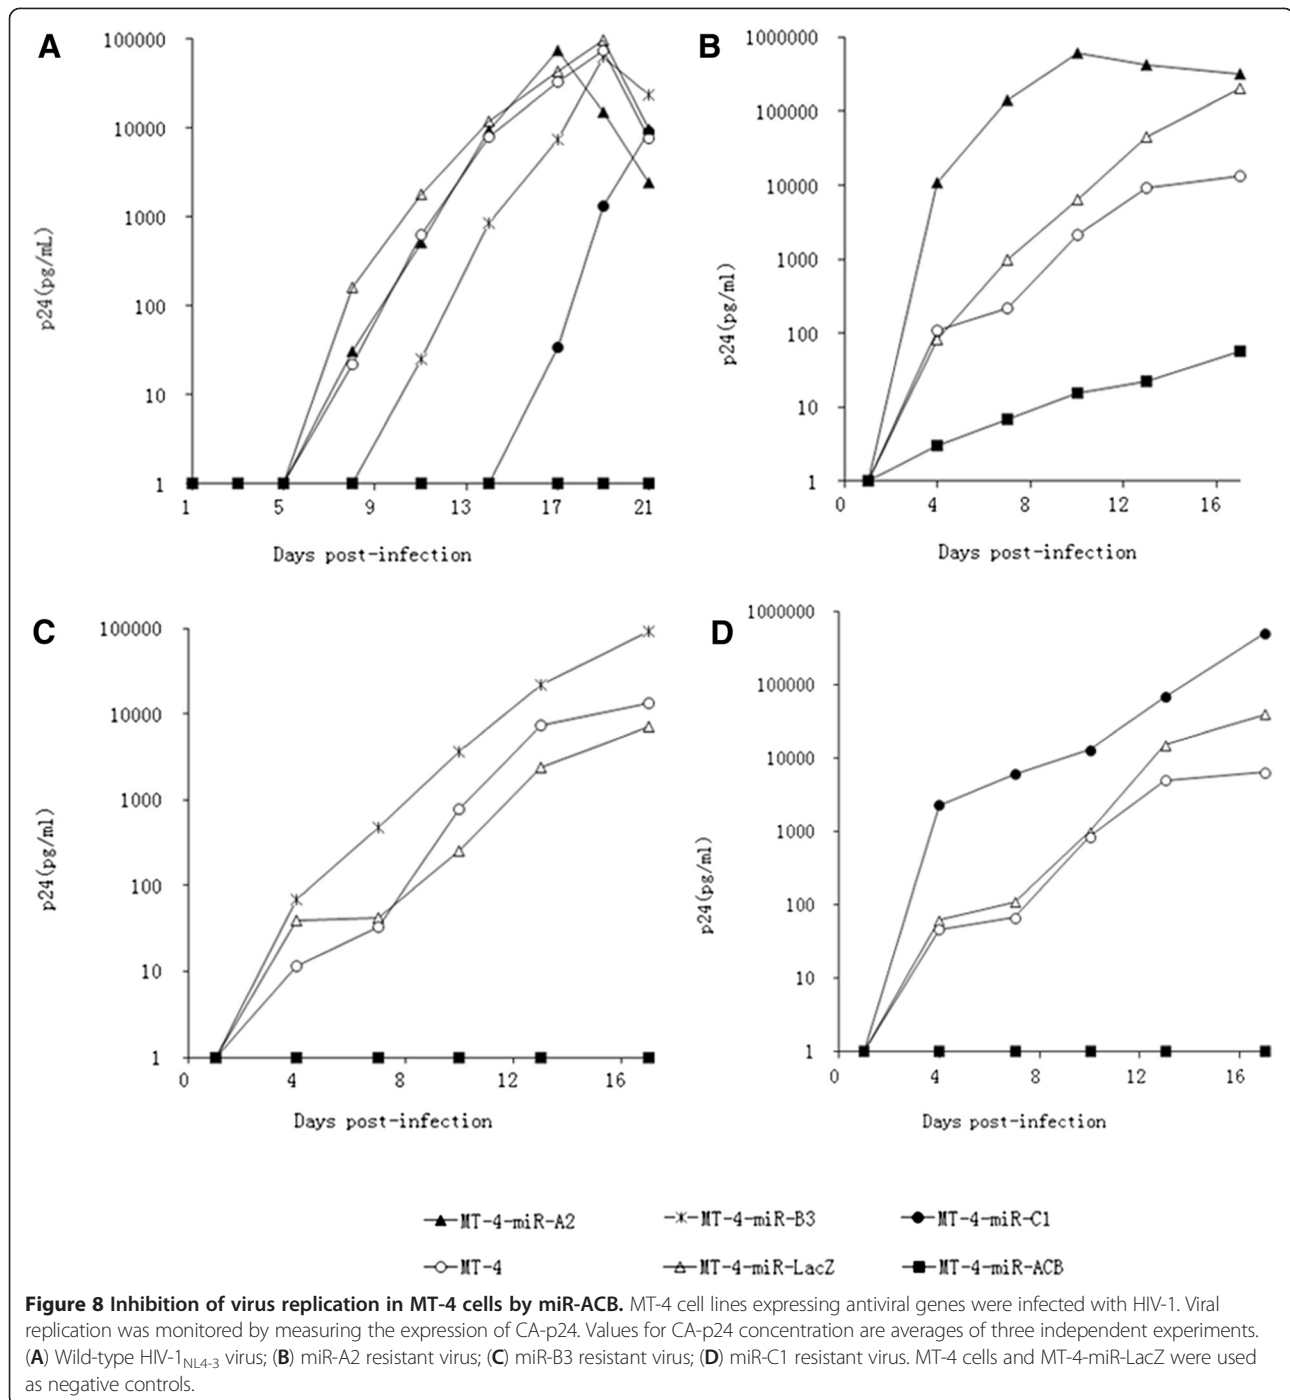 A
100000
10000
1000
100
10
1
p24(pg/mL)
1 5 9 13 17 21
Days post-infection
B
1000000
100000
10000
1000
100
10
1
p24(pg/ml)
0 4 8 12 16
Days post-infection
C
100000
10000
1000
100
10
1
p24(pg/ml)
0 4 8 12 16
Days post-infection
D
1000000
100000
10000
1000
100
10
1
p24(pg/ml)
0 4 8 12 16
Days post-infection
MT-4-miR-A2 MT-4-miR-B3 MT-4-miR-C1
MT-4 MT-4-miR-LacZ MT-4-miR-ACB
Figure 8 Inhibition of virus replication in MT-4 cells by miR-ACB. MT-4 cell lines expressing antiviral genes were infected with HIV-1. Viral
replication was monitored by measuring the expression of CA-p24. Values for CA-p24 concentration are averages of three independent experiments.
(A) Wild-type HIV-1NL4-3 virus; (B) miR-A2 resistant virus; (C) miR-B3 resistant virus; (D) miR-C1 resistant virus. MT-4 cells and MT-4-miR-LacZ were used
as negative controls.